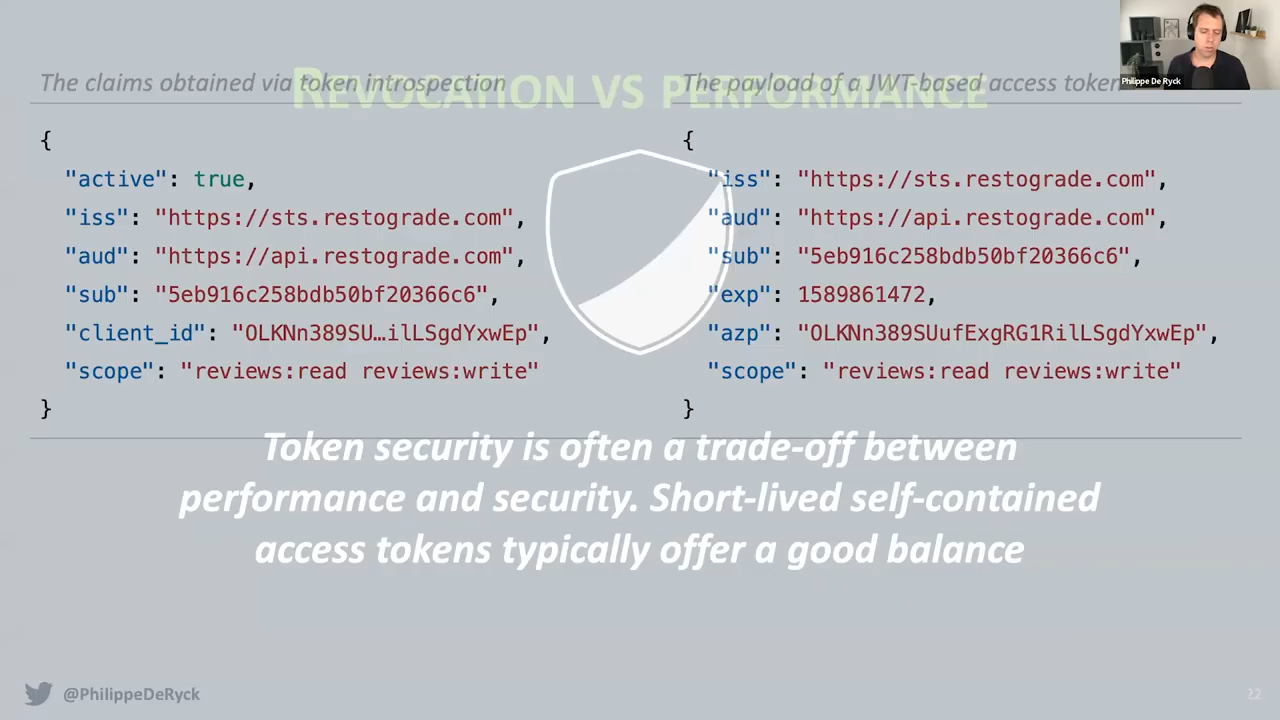 REVOCATION VS PERFORMANCE
The claims obtained via token introspection
{
"active": true,
"iss": "https://sts.restograde.com",
"aud": "https://api.restograde.com",
"sub": "5eb916c258bdb50bf20366c6",
"client_id": "OLKNn389SU…ilLSgdYxwEp",
"scope": "reviews:read reviews:write"
}
The payload of a JWT-based access token
{
"iss": "https://sts.restograde.com",
"aud": "https://api.restograde.com",
"sub": "5eb916c258bdb50bf20366c6",
"exp": 1589861472,
"azp": "OLKNn389SUufExgRG1RilLSgdYxwEp",
"scope": "reviews:read reviews:write"
}
Token security is often a trade-off between
performance and security. Short-lived self-contained
access tokens typically offer a good balance
@PhilippeDeRyck
22
Philippe De Ryck